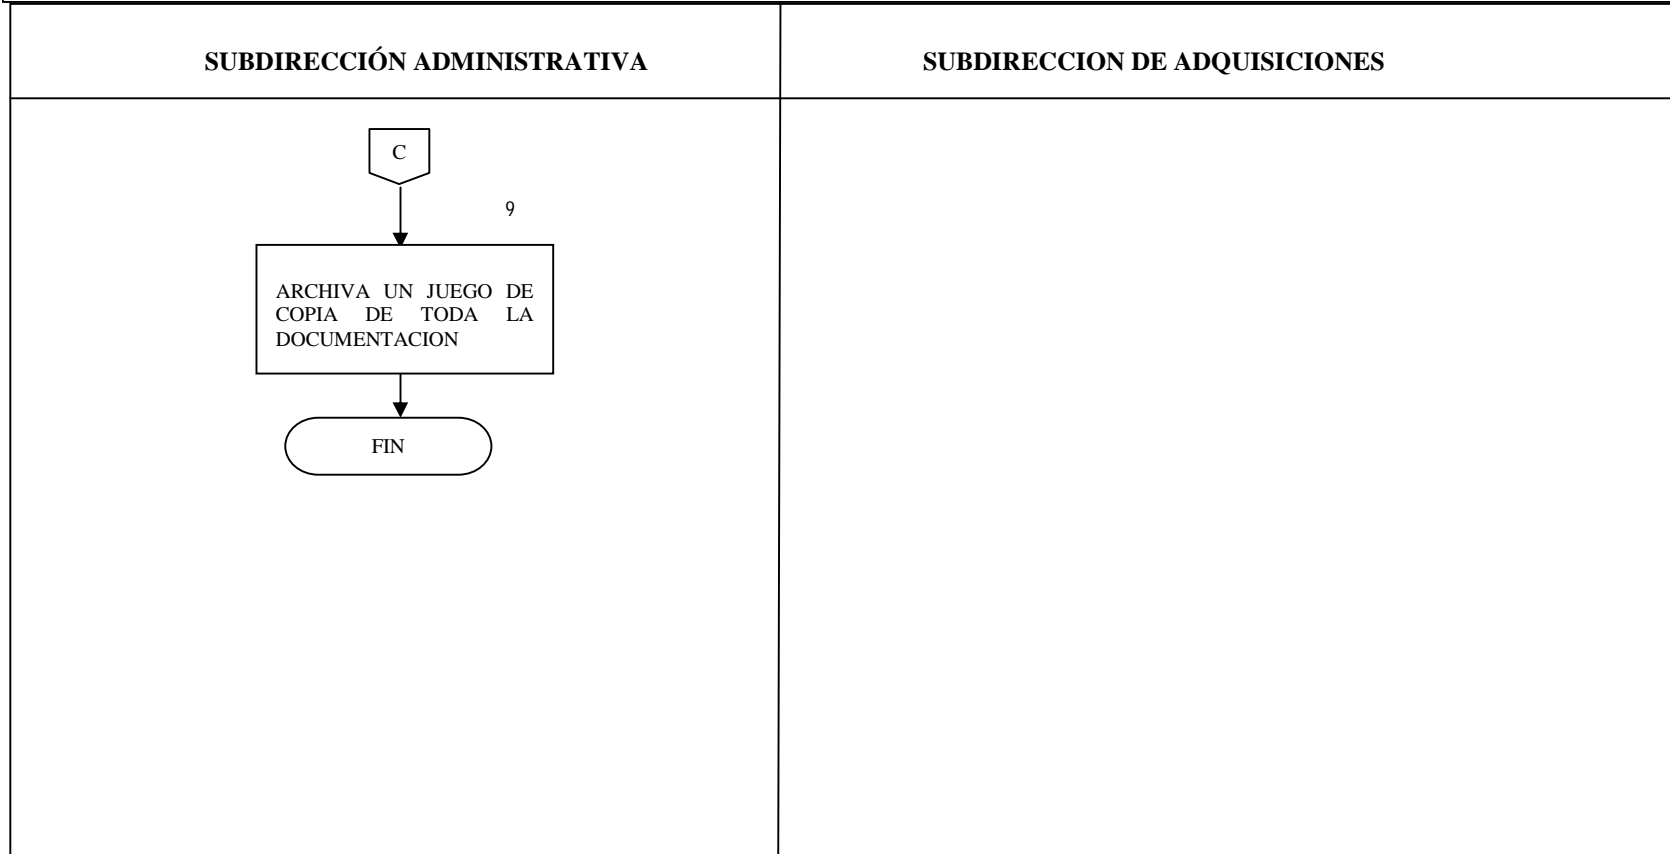 SUBDIRECCIÓN ADMINISTRATIVA
SUBDIRECCION DE ADQUISICIONES
C
9
ARCHIVA UN JUEGO DE
COPIA DE TODA LA
DOCUMENTACION
FIN